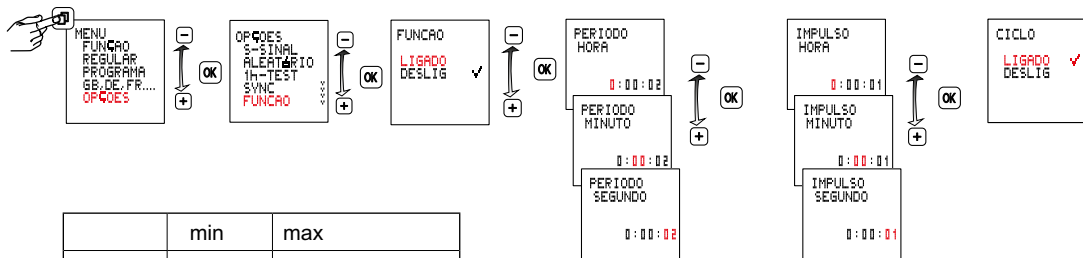 MENU
FUNÇAO
REGULAR
PROGRAMA
GB,DE,FR....
OPÇOES
OK
OPÇOES
S-SINAL
ALEATÓRIO
1h-TEST
SYNC
FUNCAO
OK
FUNCAO
LIGADO
DESLIG ✓
OK
PERIODO
HORA
0:00:02
PERIODO
MINUTO
0:00:02
PERIODO
SEGUNDO
0:00:02
OK
IMPULSO
HORA
0:00:01
IMPULSO
MINUTO
0:00:01
IMPULSO
SEGUNDO
0:00:01
OK
CICLO
LIGADO ✓
DESLIG
min max